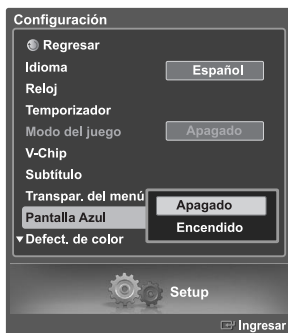 Configuración
Regresar
Idioma Español
Reloj
Temporizador
Modo del juego Apagado
V-Chip
Subtítulo
Transpar. del menú
Apagado
Pantalla Azul
Encendido
▼Defect. de color
Setup
Ingresar